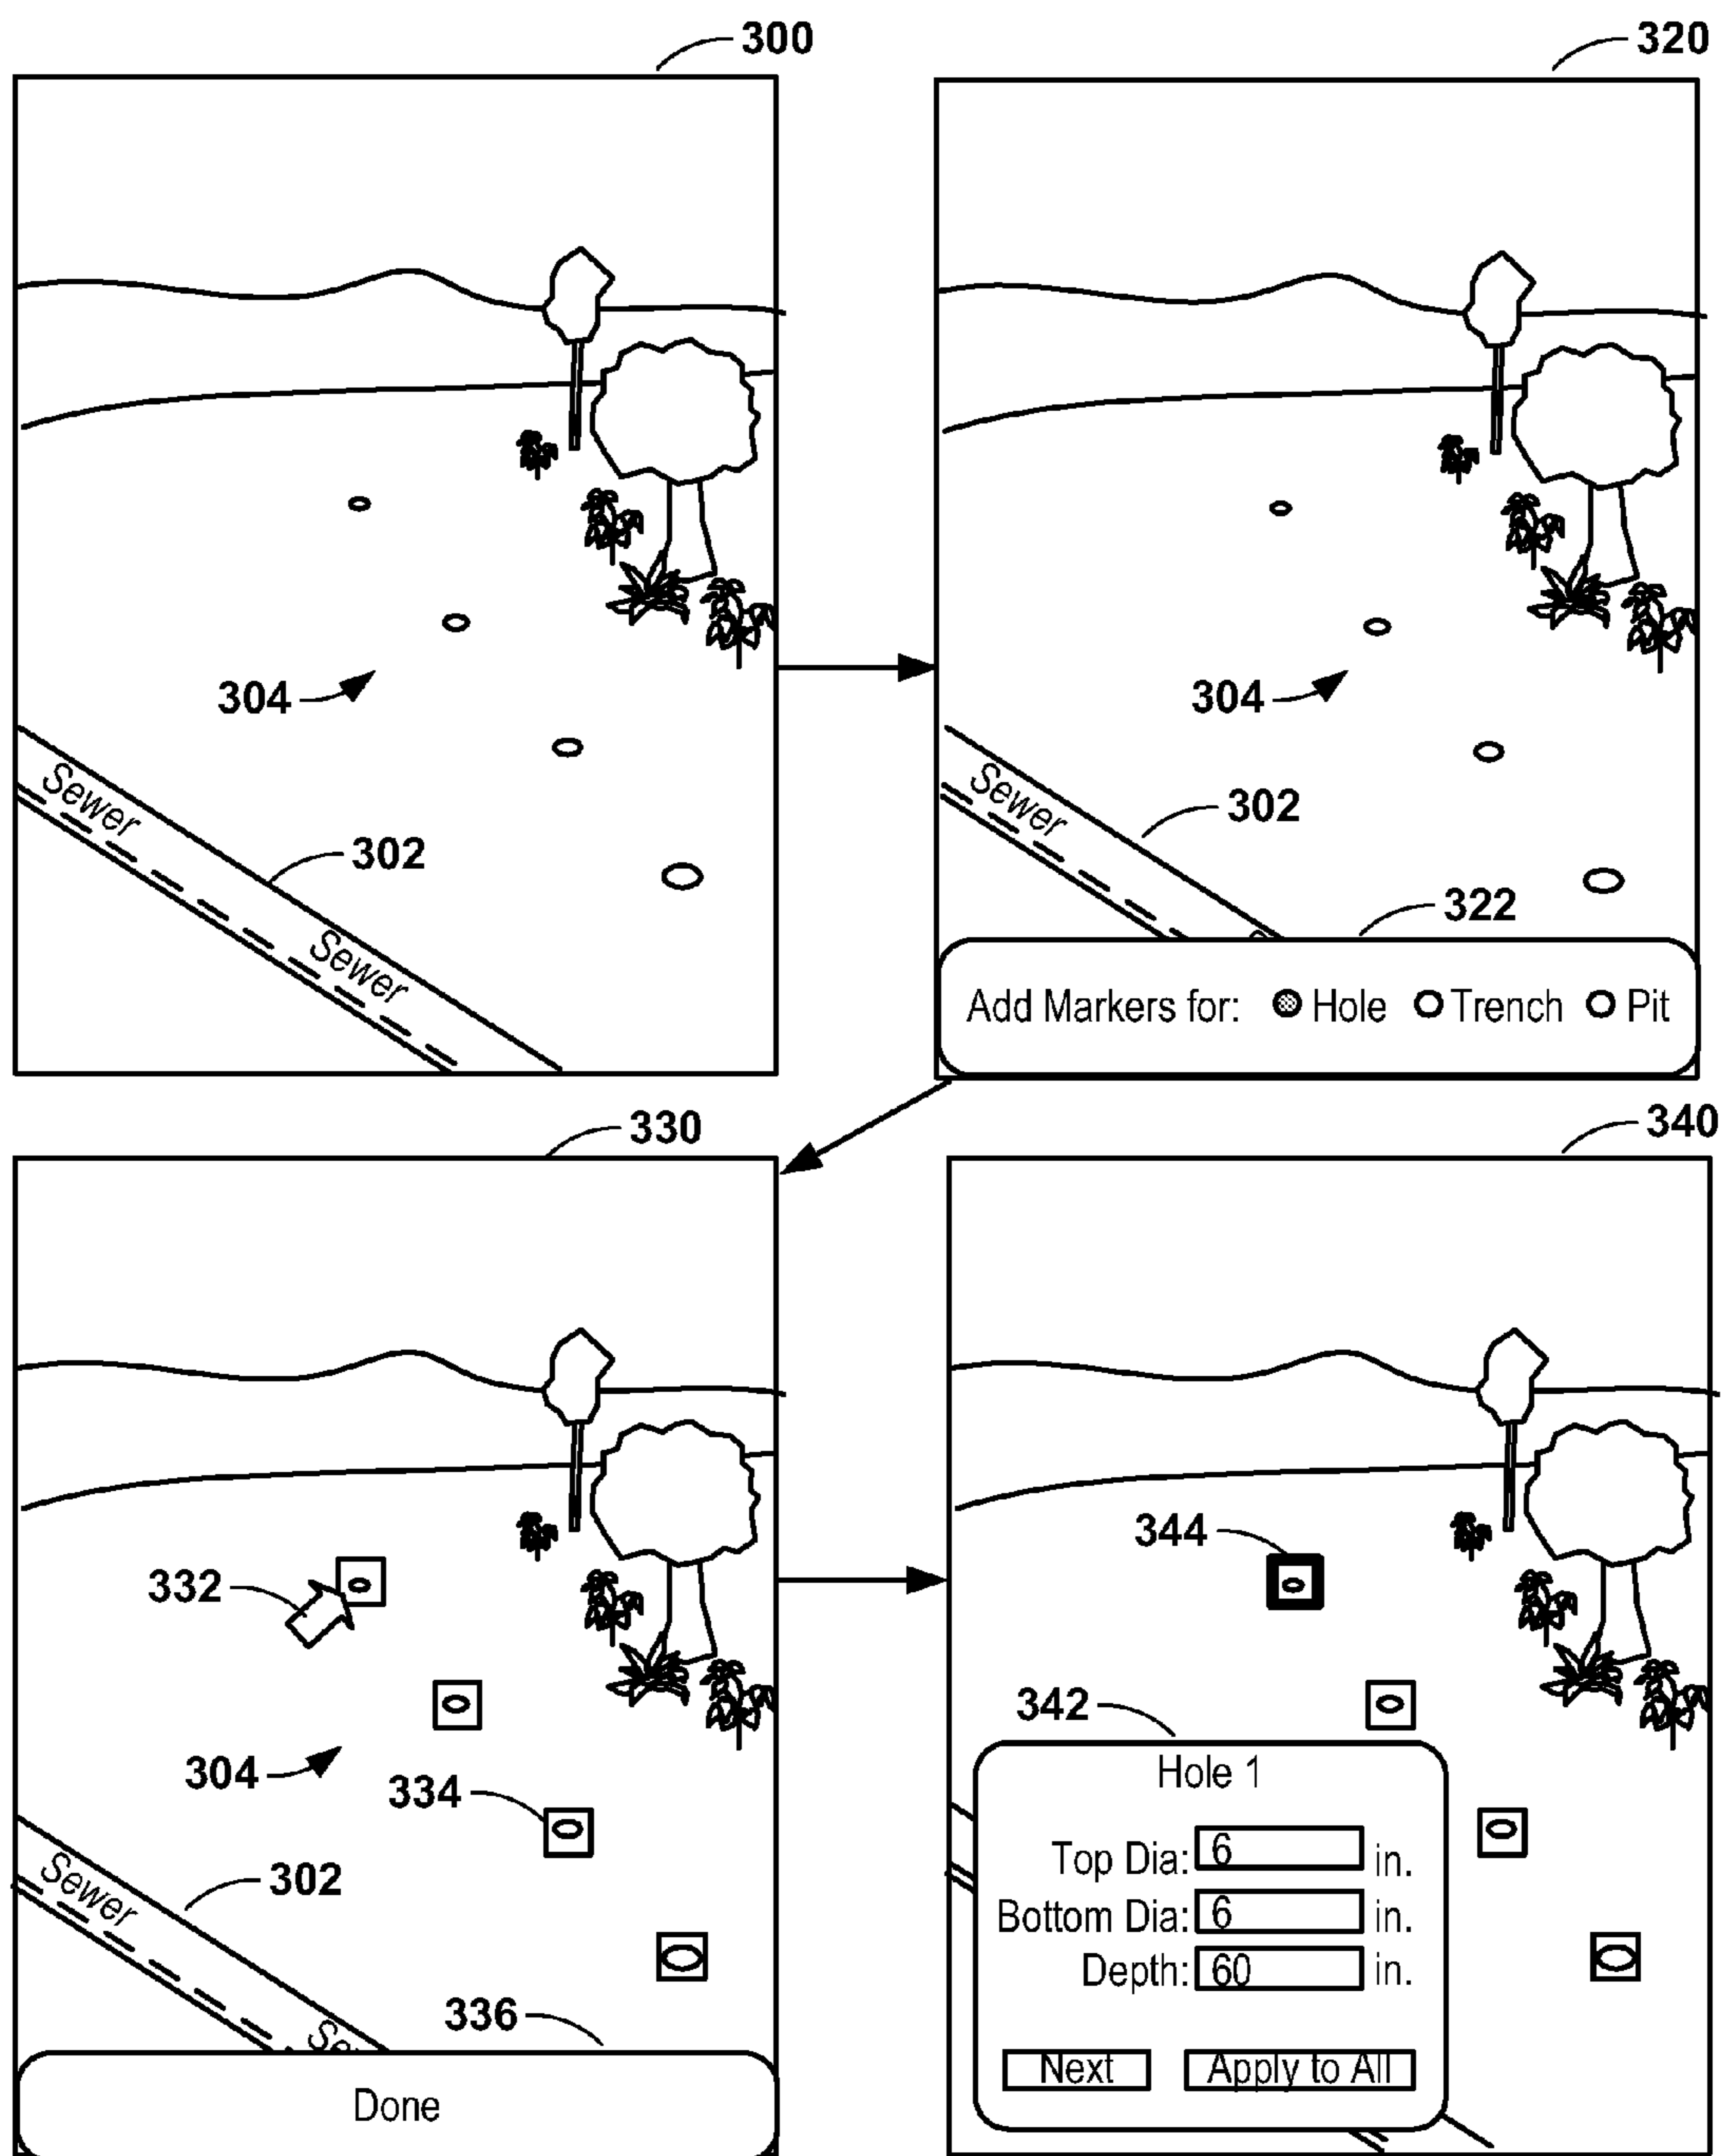 300
304
Sewer
302
Sewer
320
304
Sewer
302
322
Add Markers for: Hole Trench Pit
330
332
304
334
Sewer
302
336
Done
340
344
342
Hole 1
Top Dia: 6 in.
Bottom Dia: 6 in.
Depth: 60 in.
Next Apply to All